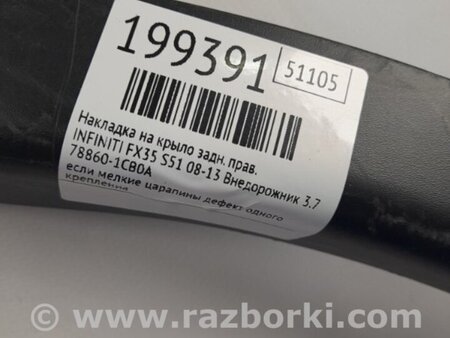 199391
51105
Накладка на крыло задн. прав.
INFINITI FX35 S51 08-13 Внедорожник 3.7
78860-1CB0A
если мелкие царапины дефект одного
крепления
© www.razborki.com